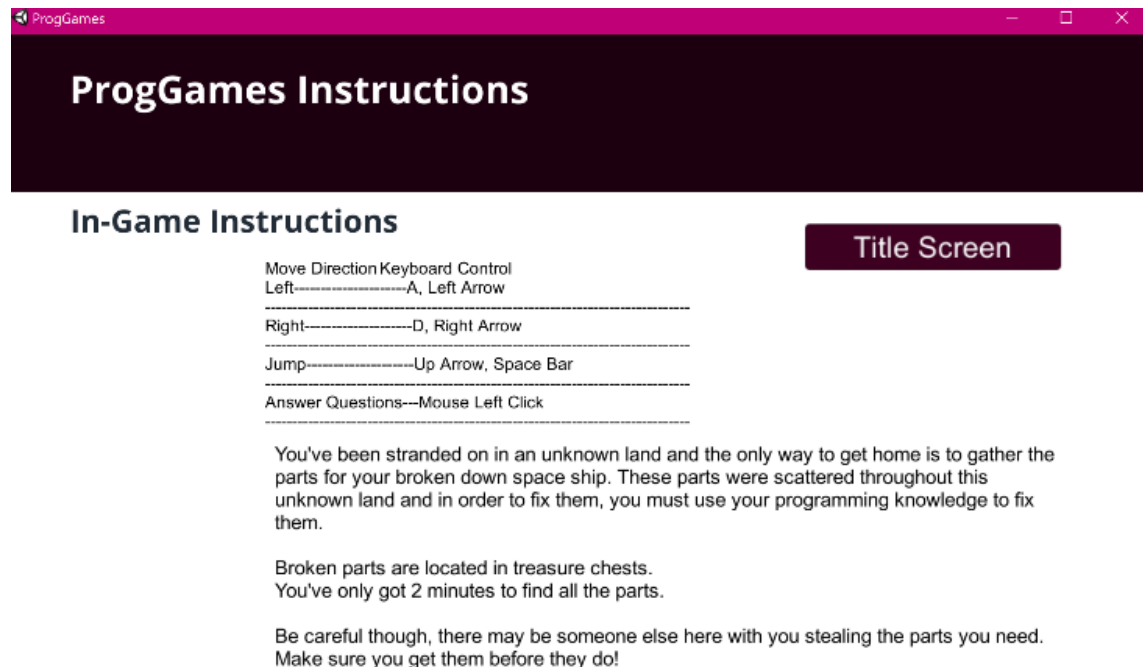 ProgGames
ProgGames Instructions
In-Game Instructions
Title Screen
Move Direction Keyboard Control
Left---------------------A, Left Arrow
--------------------------------------------------------------------------------
Right--------------------D, Right Arrow
--------------------------------------------------------------------------------
Jump--------------------Up Arrow, Space Bar
--------------------------------------------------------------------------------
Answer Questions---Mouse Left Click
--------------------------------------------------------------------------------
You've been stranded on in an unknown land and the only way to get home is to gather the
parts for your broken down space ship. These parts were scattered throughout this
unknown land and in order to fix them, you must use your programming knowledge to fix
them.
Broken parts are located in treasure chests.
You've only got 2 minutes to find all the parts.
Be careful though, there may be someone else here with you stealing the parts you need.
Make sure you get them before they do!